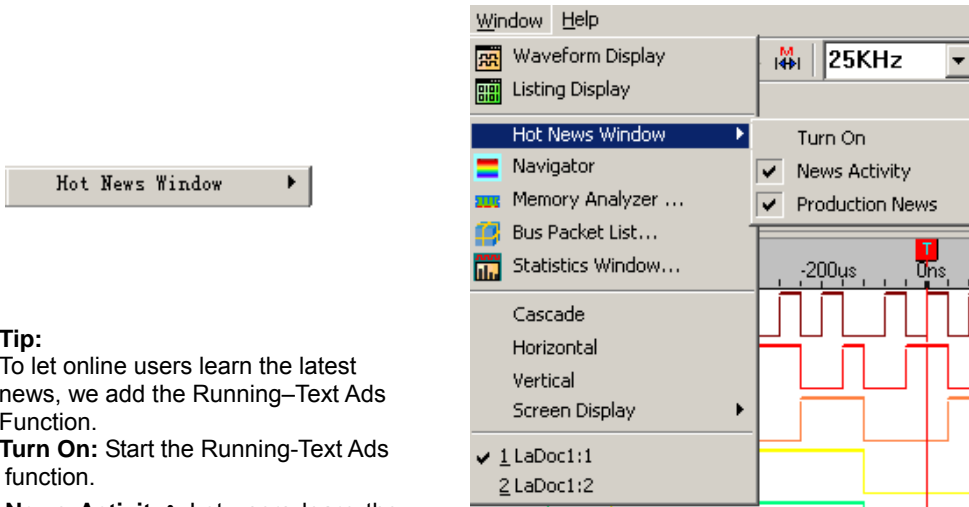 Hot News Window
Tip:
To let online users learn the latest
news, we add the Running–Text Ads
Function.
Turn On: Start the Running-Text Ads
function.
Window Help
Waveform Display
Listing Display
Hot News Window
Navigator
Memory Analyzer ...
Bus Packet List...
Statistics Window...
Cascade
Horizontal
Vertical
Screen Display
1 LaDoc1:1
2 LaDoc1:2
M
25KHz
Turn On
News Activity
Production News
T
-200us
0ns